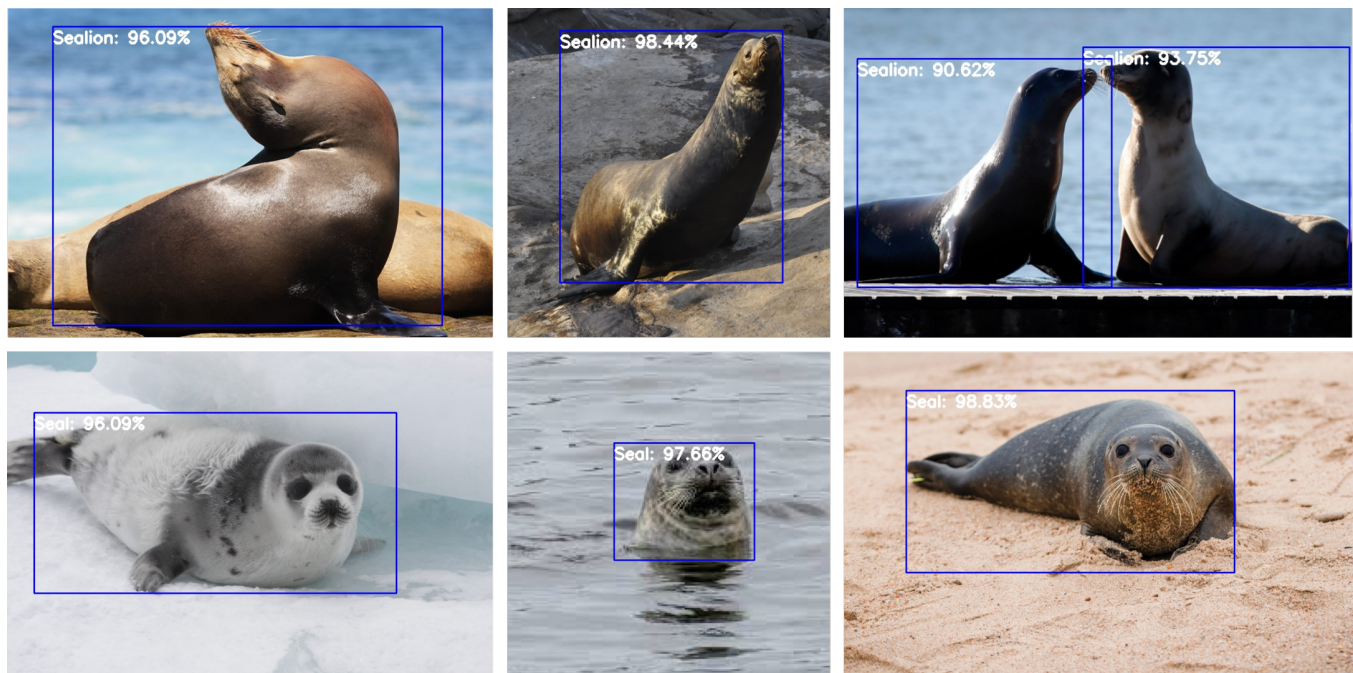 Sealion: 96.09%
Sealion: 98.44%
Sealion: 90.62%
Sealion: 93.75%
Seal: 96.09%
Seal: 97.66%
Seal: 98.83%